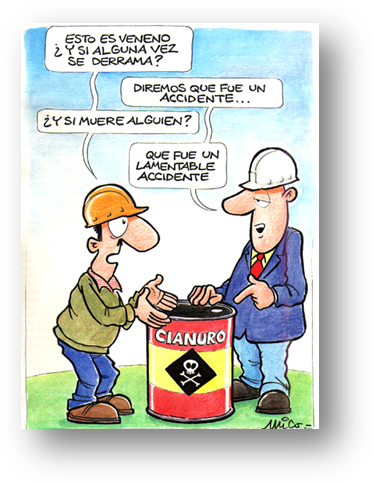 ESTO ES VENENO
¿Y SI ALGUNA VEZ
SE DERRAMA?
DIREMOS QUE FUE UN
ACCIDENTE...
¿Y SI MUERE ALGUIEN?
QUE FUE UN
LAMENTABLE
ACCIDENTE
CIANURO
MICO.-